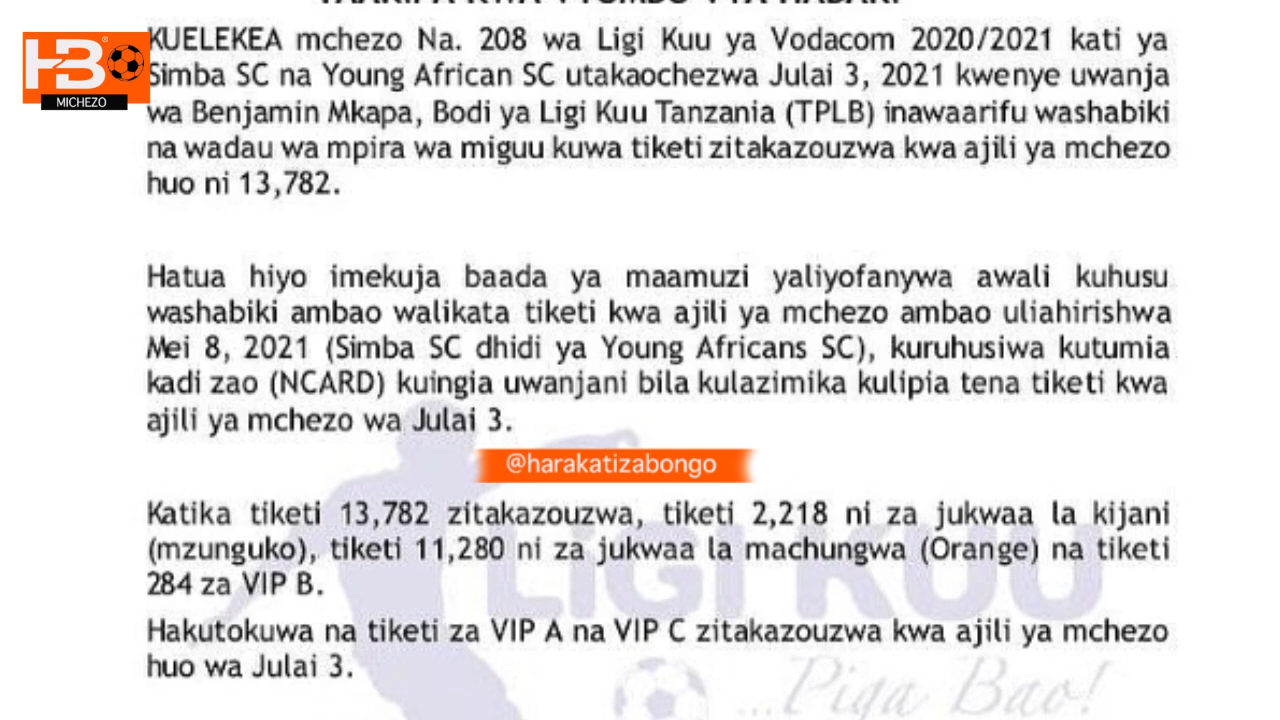 TAARIFA KWA VYOMBO VYA HABARI
HB
MICHEZO
KUELEKEA mchezo Na. 208 wa Ligi Kuu ya Vodacom 2020/2021 kati ya
Simba SC na Young African SC utakaochezwa Julai 3, 2021 kwenye uwanja
wa Benjamin Mkapa, Bodi ya Ligi Kuu Tanzania (TPLB) inawaarifu washabiki
na wadau wa mpira wa miguu kuwa tiketi zitakazouzwa kwa ajili ya mchezo
huo ni 13,782.
Hatua hiyo imekuja baada ya maamuzi yaliyofanywa awali kuhusu
washabiki ambao walikata tiketi kwa ajili ya mchezo ambao uliahirishwa
Mei 8, 2021 (Simba SC dhidi ya Young Africans SC), kuruhusiwa kutumia
kadi zao (NCARD) kuingia uwanjani bila kulazimika kulipia tena tiketi kwa
ajili ya mchezo wa Julai 3.
@harakatizabongo
Katika tiketi 13,782 zitakazouzwa, tiketi 2,218 ni za jukwaa la kijani
(mzunguko), tiketi 11,280 ni za jukwaa la machungwa (Orange) na tiketi
284 za VIP B.
LIGI KUU
Hakutokuwa na tiketi za VIP A na VIP C zitakazouzwa kwa ajili ya mchezo
huo wa Julai 3.
...Piga Bao!